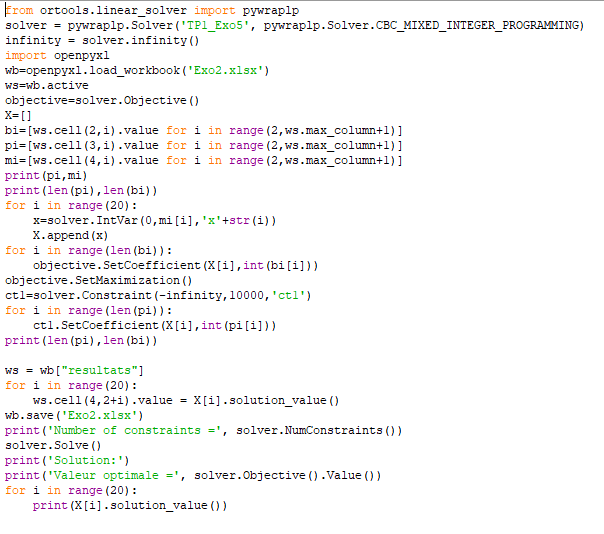 from ortools.linear_solver import pywraplp
solver = pywraplp.Solver('TP1_Exo5', pywraplp.Solver.CBC_MIXED_INTEGER_PROGRAMMING)
infinity = solver.infinity()
import openpyxl
wb=openpyxl.load_workbook('Exo2.xlsx')
ws=wb.active
objective=solver.Objective()
X=[]
bi=[ws.cell(2,i).value for i in range(2,ws.max_column+1)]
pi=[ws.cell(3,i).value for i in range(2,ws.max_column+1)]
mi=[ws.cell(4,i).value for i in range(2,ws.max_column+1)]
print(pi,mi)
print(len(pi),len(bi))
for i in range(20):
    x=solver.IntVar(0,mi[i],'x'+str(i))
    X.append(x)
for i in range(len(bi)):
    objective.SetCoefficient(X[i],int(bi[i]))
objective.SetMaximization()
ct1=solver.Constraint(-infinity,10000,'ct1')
for i in range(len(pi)):
    ct1.SetCoefficient(X[i],int(pi[i]))
print(len(pi),len(bi))

ws = wb["resultats"]
for i in range(20):
    ws.cell(4,2+i).value = X[i].solution_value()
wb.save('Exo2.xlsx')
print('Number of constraints =', solver.NumConstraints())
solver.Solve()
print('Solution:')
print('Valeur optimale =', solver.Objective().Value())
for i in range(20):
    print(X[i].solution_value())